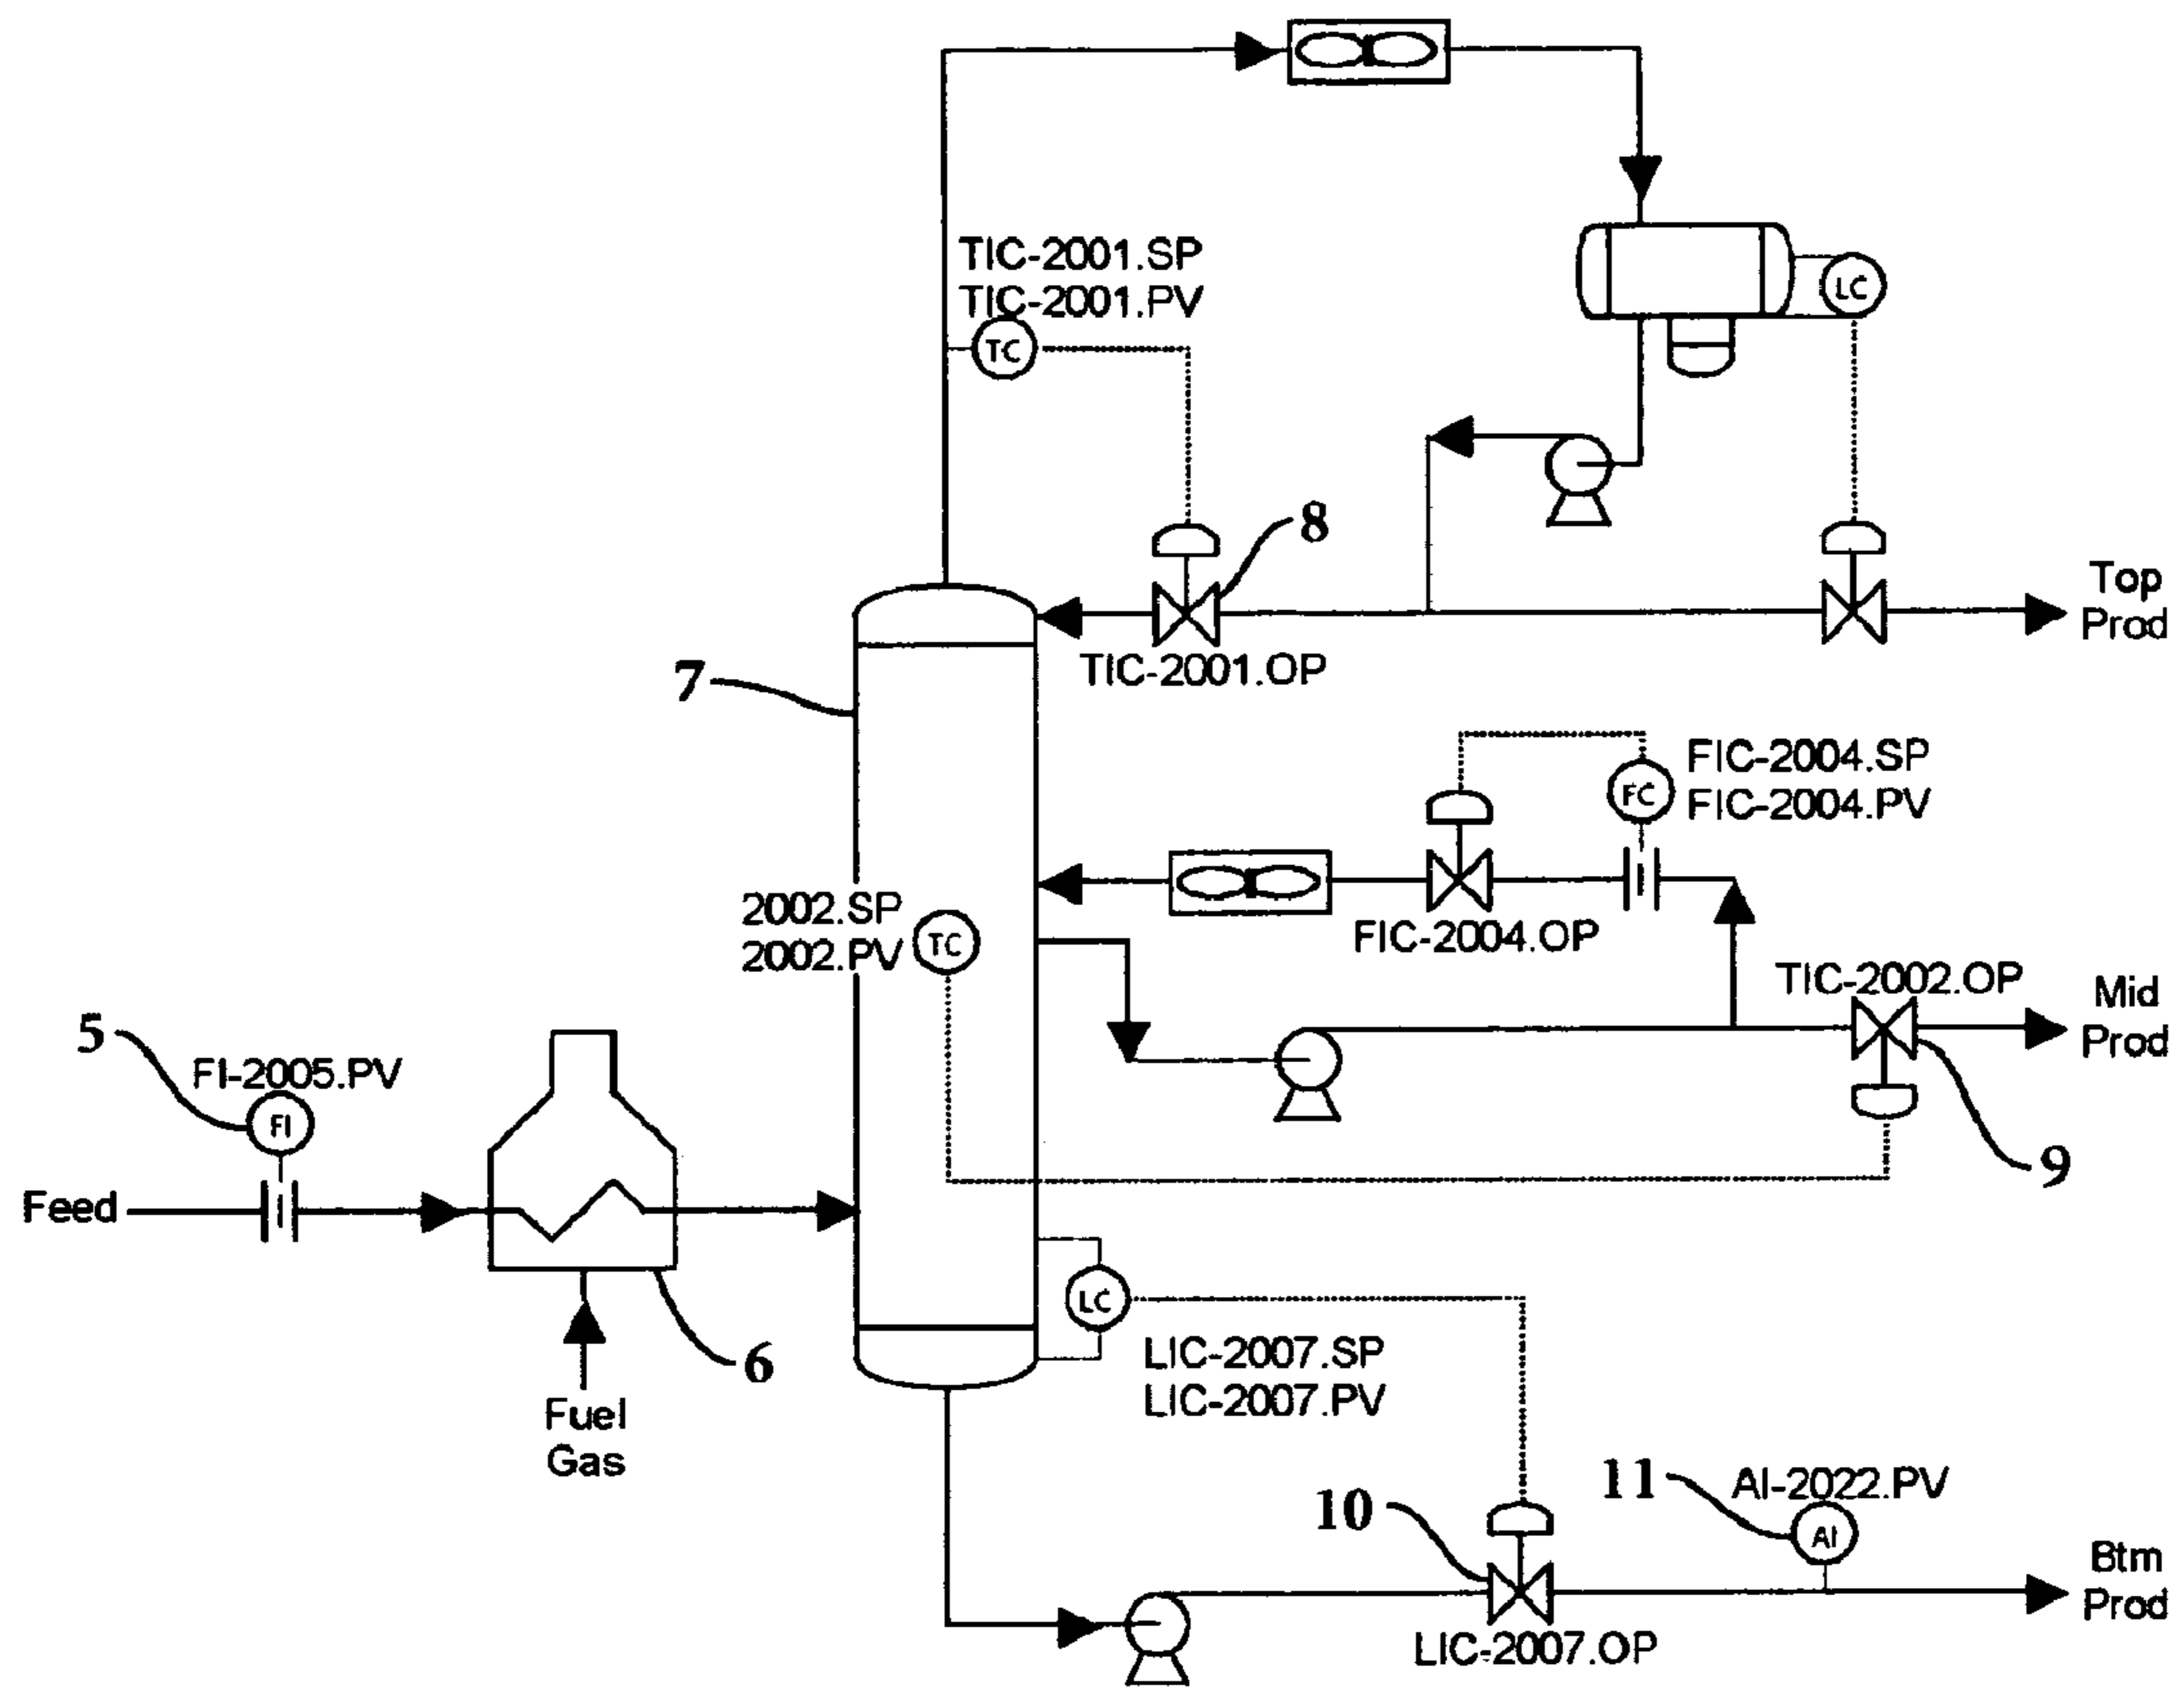 TIC-2001.SP
TIC-2001.PV
TC
LC
8
Top
Prod
TIC-2001.OP
7
FIC-2004.SP
FIC-2004.PV
FC
2002.SP
2002.PV
TC
FIC-2004.OP
TIC-2002.OP
Mid
Prod
5
FI-2005.PV
FI
9
Feed
LC
6
LIC-2007.SP
LIC-2007.PV
Fuel
Gas
11
AI-2022.PV
10
AI
Btm
Prod
LIC-2007.OP